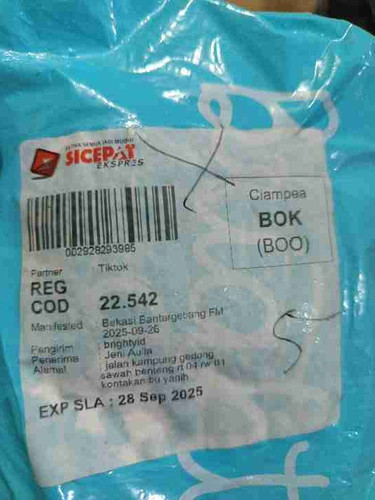 SICEPAT
EKSPRES
002928293985
Ciampea
BOK
(BOO)
Partner Tiktok
REG
COD 22.542
Manifested : Bekasi Bantargebang FM
2025-09-26
Pengirim : brightyid
Penerima : Jeni Aulia
Alamat : jalan kampung gedong
sawah benteng rt 04 rw 01
kontakan bu yanih
EXP SLA : 28 Sep 2025